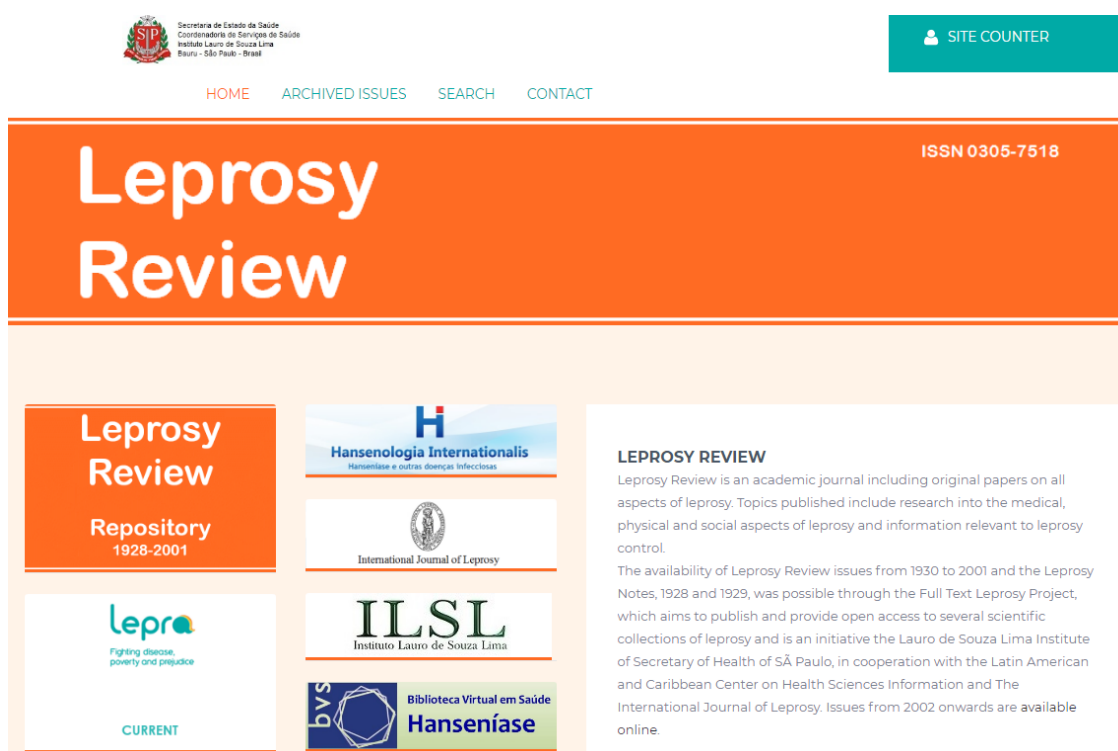 Secretaria de Estado da Saúde
Coordenadoria de Serviços de Saúde
Instituto Lauro de Souza Lima
Bauru - São Paulo - Brasil
SITE COUNTER
HOME ARCHIVED ISSUES SEARCH CONTACT
Leprosy
Review
ISSN 0305-7518
Leprosy
Review
Repository
1928-2001
lepra
Fighting disease,
poverty and prejudice
CURRENT
Hansenologia Internationalis
Hanseníase e outras doenças infecciosas
International Journal of Leprosy
ILSL
Instituto Lauro de Souza Lima
bvs
Biblioteca Virtual em Saúde
Hanseníase
LEPROSY REVIEW
Leprosy Review is an academic journal including original papers on all
aspects of leprosy. Topics published include research into the medical,
physical and social aspects of leprosy and information relevant to leprosy
control.
The availability of Leprosy Review issues from 1930 to 2001 and the Leprosy
Notes, 1928 and 1929, was possible through the Full Text Leprosy Project,
which aims to publish and provide open access to several scientific
collections of leprosy and is an initiative the Lauro de Souza Lima Institute
of Secretary of Health of SÃ Paulo, in cooperation with the Latin American
and Caribbean Center on Health Sciences Information and The
International Journal of Leprosy. Issues from 2002 onwards are available
online.